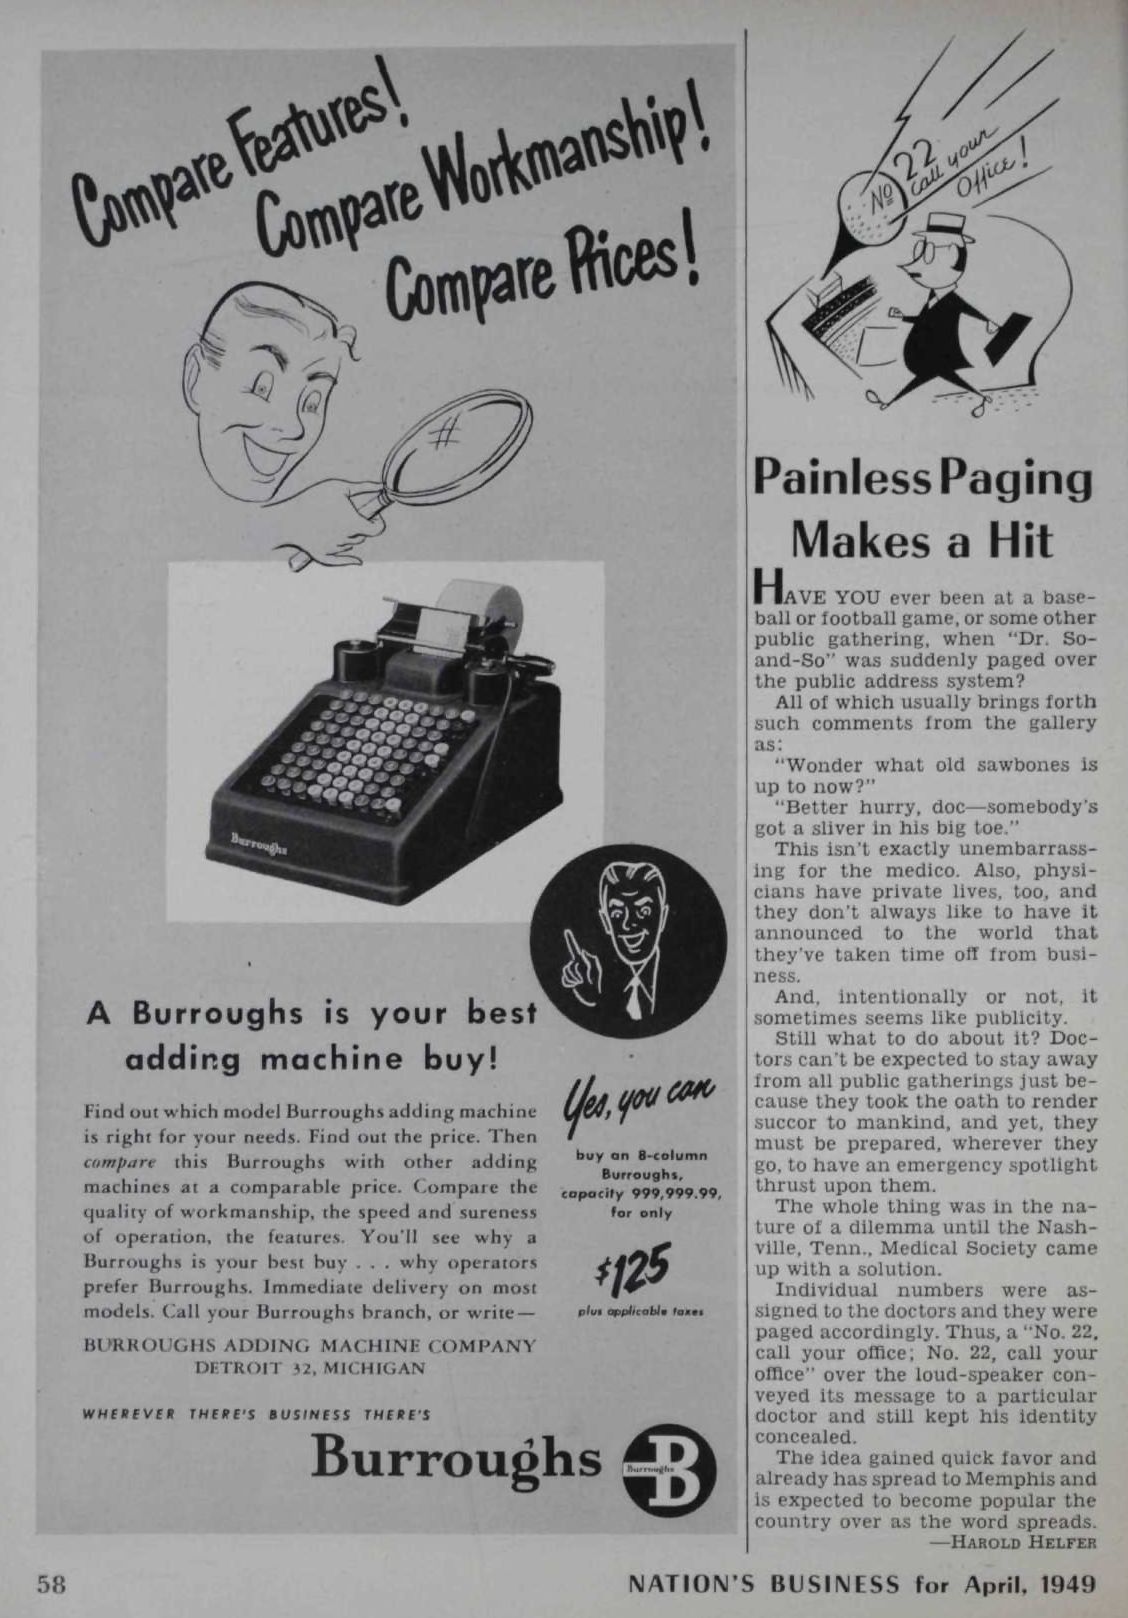 Compare Features!
Compare Workmanship!
Compare Prices!
Burroughs
A Burroughs is your best
adding machine buy!
Find out which model Burroughs adding machine
is right for your needs. Find out the price. Then
compare this Burroughs with other adding
machines at a comparable price. Compare the
quality of workmanship, the speed and sureness
of operation, the features. You'll see why a
Burroughs is your best buy . . . why operators
prefer Burroughs. Immediate delivery on most
models. Call your Burroughs branch, or write—
BURROUGHS ADDING MACHINE COMPANY
DETROIT 32, MICHIGAN
Yes, you can
buy an 8-column
Burroughs,
capacity 999,999.99,
for only
$125
plus applicable taxes
WHEREVER THERE'S BUSINESS THERE'S
Burroughs
B
Burroughs
No 22
call your
Office!
Painless Paging
Makes a Hit
HAVE YOU ever been at a base-
ball or football game, or some other
public gathering, when "Dr. So-
and-So" was suddenly paged over
the public address system?
All of which usually brings forth
such comments from the gallery
as:
"Wonder what old sawbones is
up to now?"
"Better hurry, doc—somebody's
got a sliver in his big toe."
This isn't exactly unembarrass-
ing for the medico. Also, physi-
cians have private lives, too, and
they don't always like to have it
announced to the world that
they've taken time off from busi-
ness.
And, intentionally or not, it
sometimes seems like publicity.
Still what to do about it? Doc-
tors can't be expected to stay away
from all public gatherings just be-
cause they took the oath to render
succor to mankind, and yet, they
must be prepared, wherever they
go, to have an emergency spotlight
thrust upon them.
The whole thing was in the na-
ture of a dilemma until the Nash-
ville, Tenn., Medical Society came
up with a solution.
Individual numbers were as-
signed to the doctors and they were
paged accordingly. Thus, a "No. 22,
call your office; No. 22, call your
office" over the loud-speaker con-
veyed its message to a particular
doctor and still kept his identity
concealed.
The idea gained quick favor and
already has spread to Memphis and
is expected to become popular the
country over as the word spreads.
—HAROLD HELFER
58
NATION'S BUSINESS for April, 1949